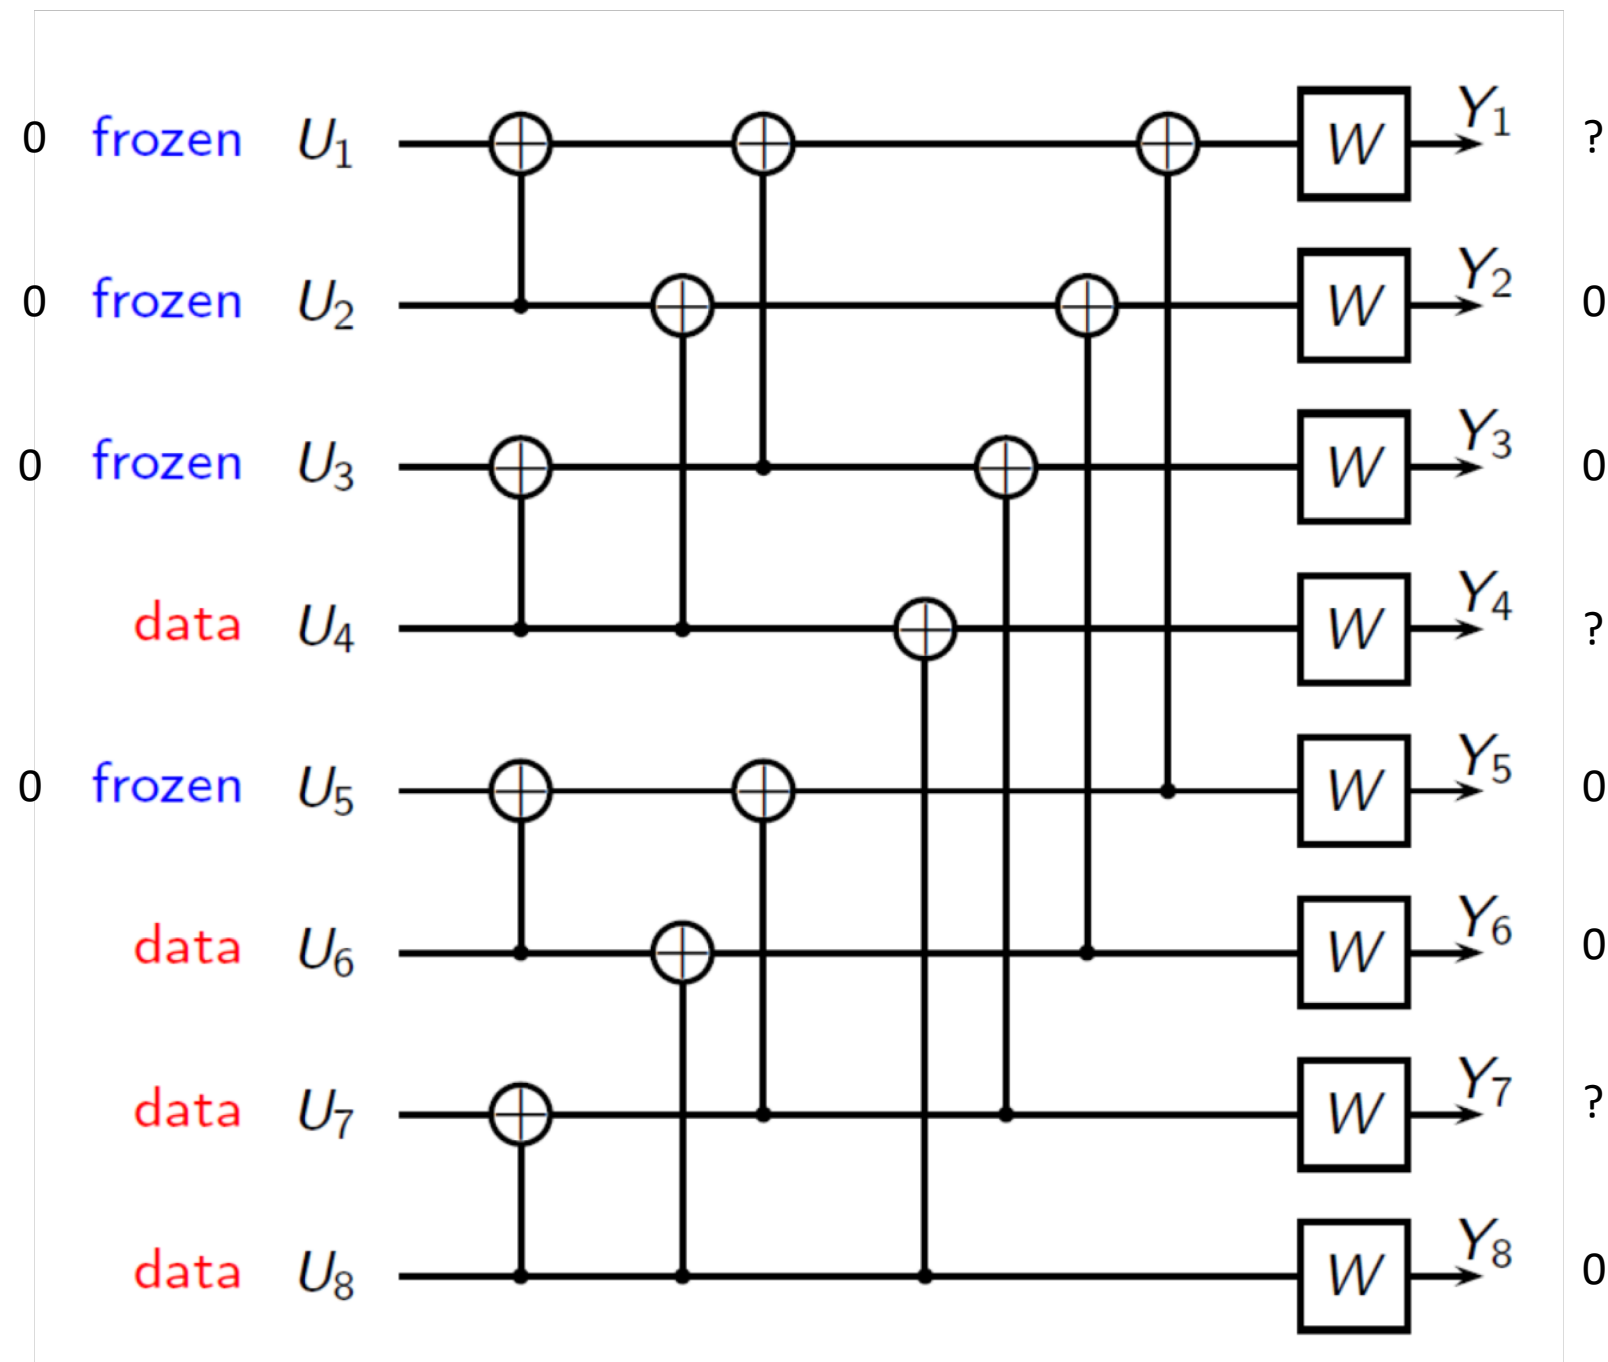 0 frozen U1 W Y1 ?
0 frozen U2 W Y2 0
0 frozen U3 W Y3 0
data U4 W Y4 ?
0 frozen U5 W Y5 0
data U6 W Y6 0
data U7 W Y7 ?
data U8 W Y8 0